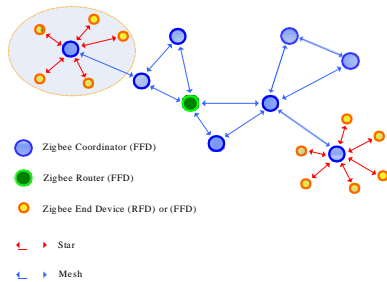 Zigbee Coordinator (FFD)
Zigbee Router (FFD)
Zigbee End Device (RFD) or (FFD)
Star
Mesh